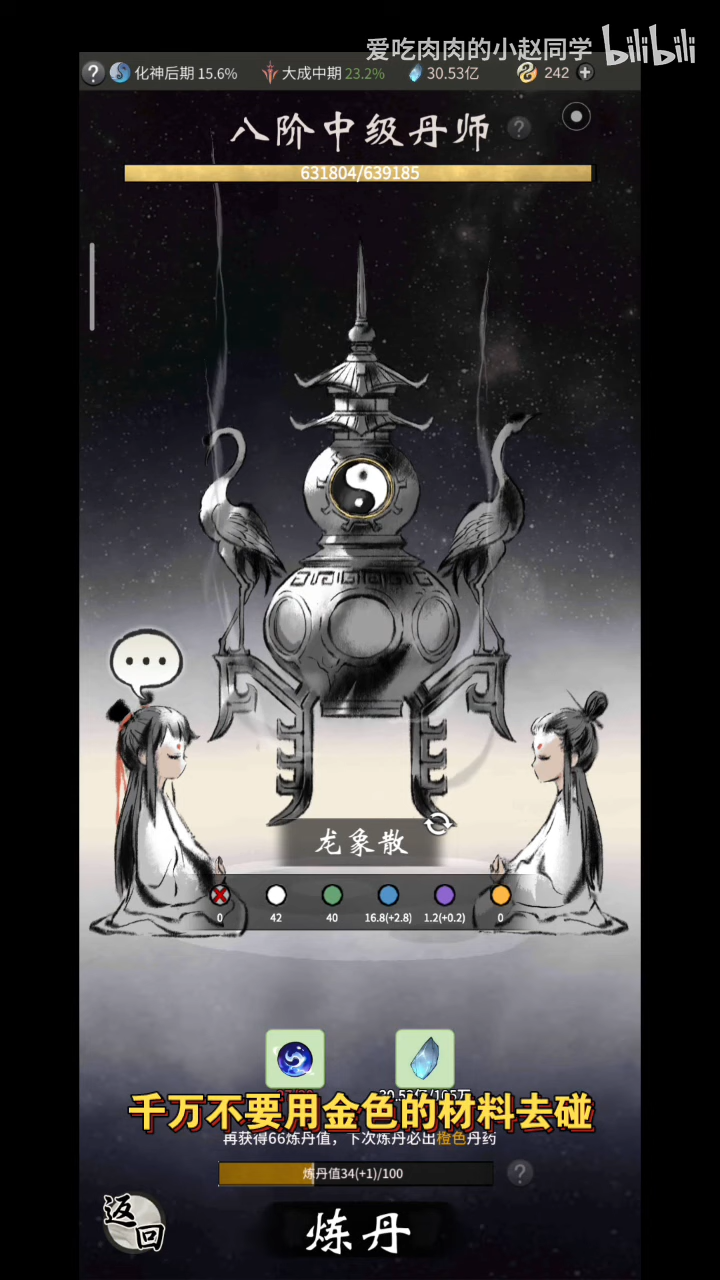 爱吃肉肉的小赵同学 bilibili
? 化神后期 15.6% 大成中期 23.2% 30.53亿 242
八阶中级丹师 ?
631804/639185
龙象散
0 42 40 16.8(+2.8) 1.2(+0.2) 0
千万不要用金色的材料去碰
再获得66炼丹值，下次炼丹必出橙色丹药
炼丹值34(+1)/100 ?
返回
炼丹